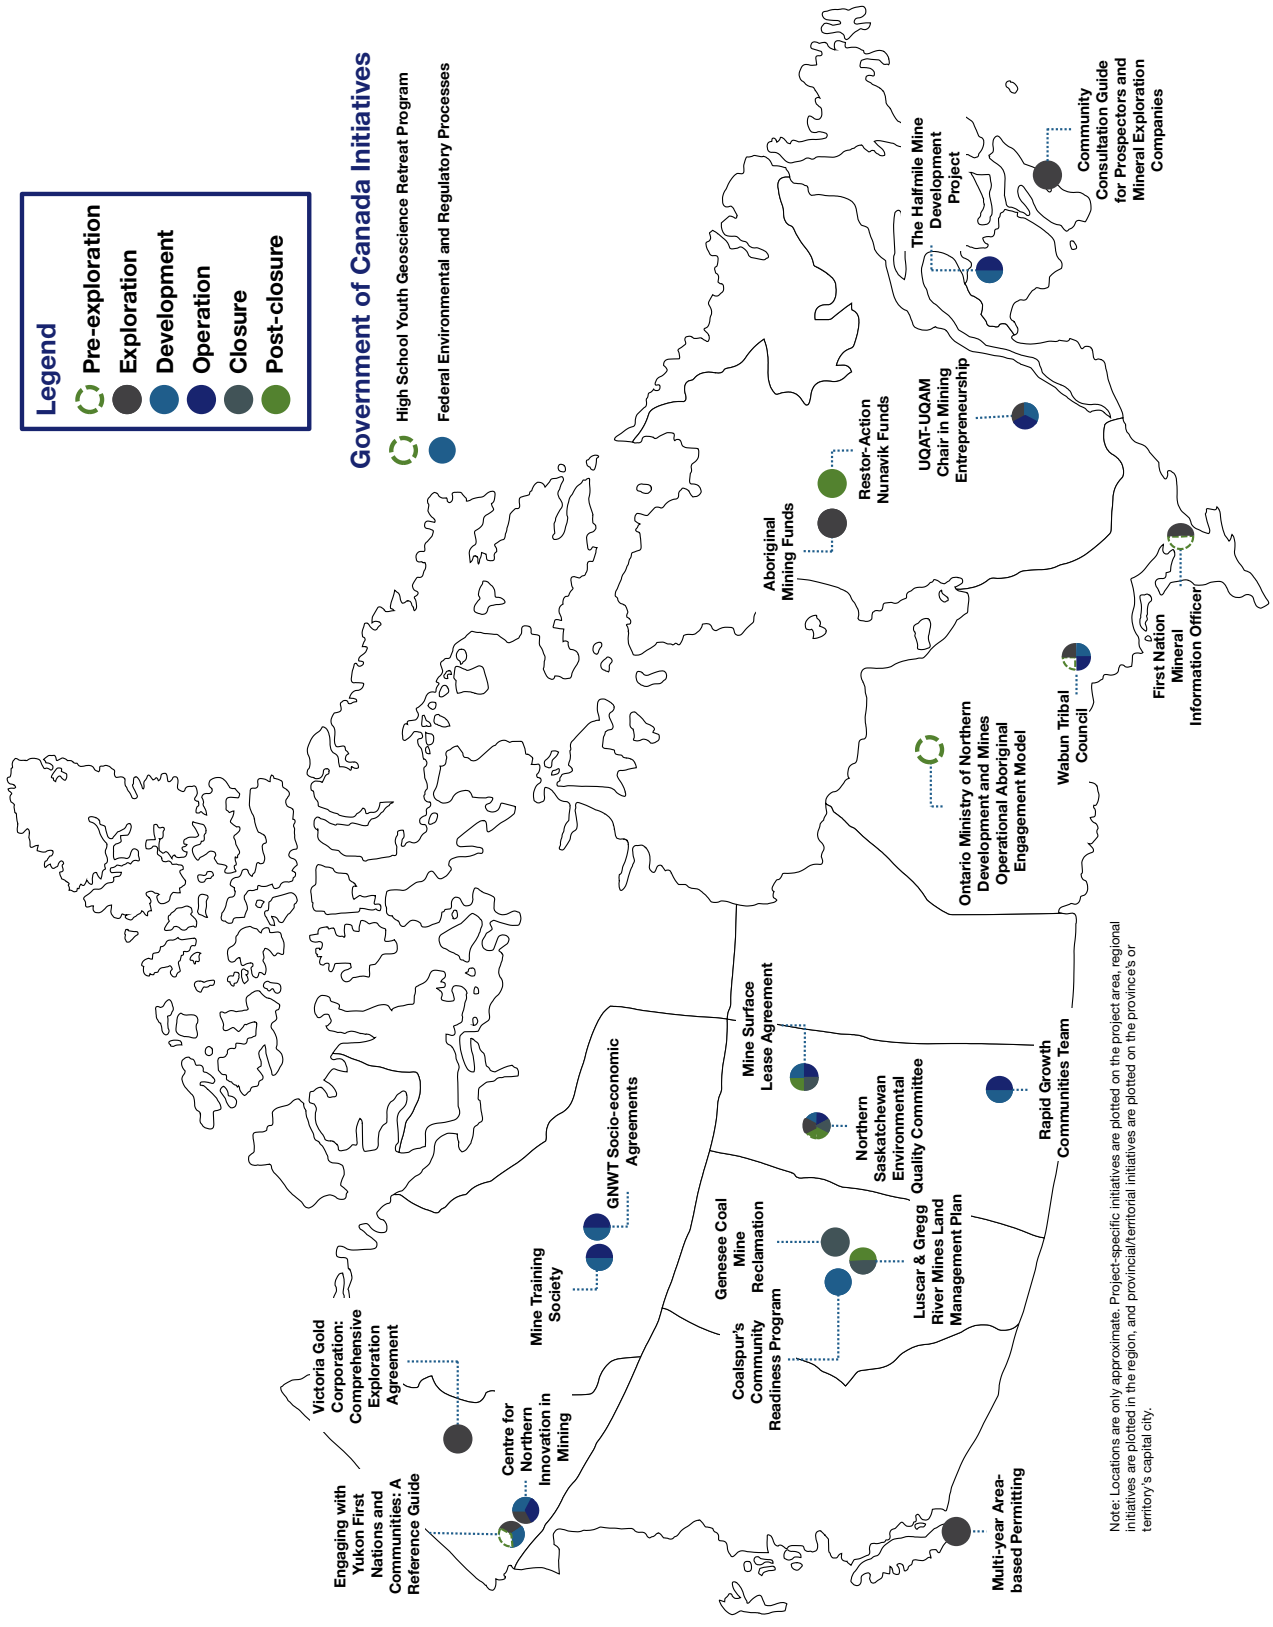 Legend
Pre-exploration
Exploration
Development
Operation
Closure
Post-closure
Government of Canada Initiatives
High School Youth Geoscience Retreat Program
Federal Environmental and Regulatory Processes
Engaging with
Yukon First
Nations and
Communities: A
Reference Guide
Victoria Gold
Corporation:
Comprehensive
Exploration
Agreement
Centre for
Northern
Innovation in
Mining
Mine Training
Society
GNWT Socio-economic
Agreements
Multi-year Area-
based Permitting
Coalspur's
Community
Readiness Program
Genesee Coal
Mine
Reclamation
Luscar & Gregg
River Mines Land
Management Plan
Mine Surface
Lease Agreement
Northern
Saskatchewan
Environmental
Quality Committee
Rapid Growth
Communities Team
Ontario Ministry of Northern
Development and Mines
Operational Aboriginal
Engagement Model
Wabun Tribal
Council
First Nation
Mineral
Information Officer
Aboriginal
Mining Funds
Restor-Action
Nunavik Funds
UQAT-UQAM
Chair in Mining
Entrepreneurship
The Halfmile Mine
Development
Project
Community
Consultation Guide
for Prospectors and
Mineral Exploration
Companies
Note: Locations are only approximate. Project-specific initiatives are plotted on the project area, regional
initiatives are plotted in the region, and provincial/territorial initiatives are plotted on the province's or
territory's capital city.